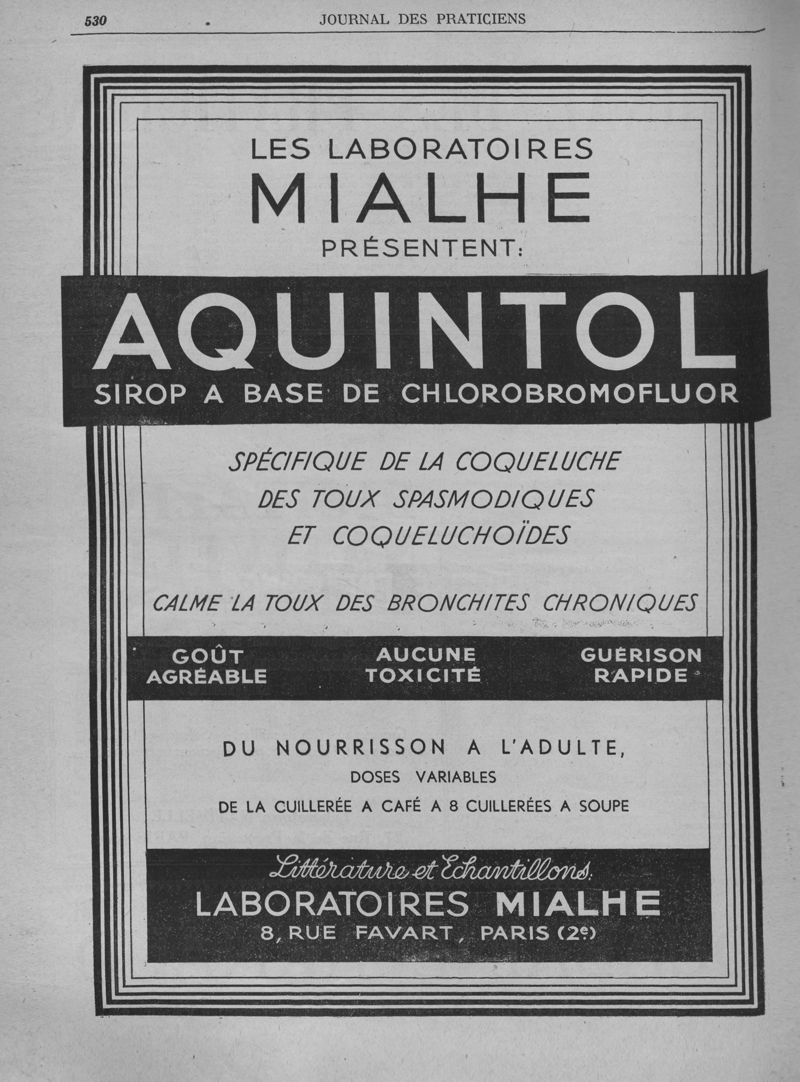 530
JOURNAL DES PRATICIENS
LES LABORATOIRES
MIALHE
PRÉSENTENT:
AQUINTOL
SIROP A BASE DE CHLOROBROMOFLUOR
SPÉCIFIQUE DE LA COQUELUCHE
DES TOUX SPASMODIQUES
ET COQUELUCHOÏDES
CALME LA TOUX DES BRONCHITES CHRONIQUES
GOÛT
AGRÉABLE
AUCUNE
TOXICITÉ
GUÉRISON
RAPIDE
DU NOURRISSON A L'ADULTE,
DOSES VARIABLES
DE LA CUILLERÉE A CAFÉ A 8 CUILLERÉES A SOUPE
Littérature et Echantillons.
LABORATOIRES MIALHE
8, RUE FAVART, PARIS (2e)